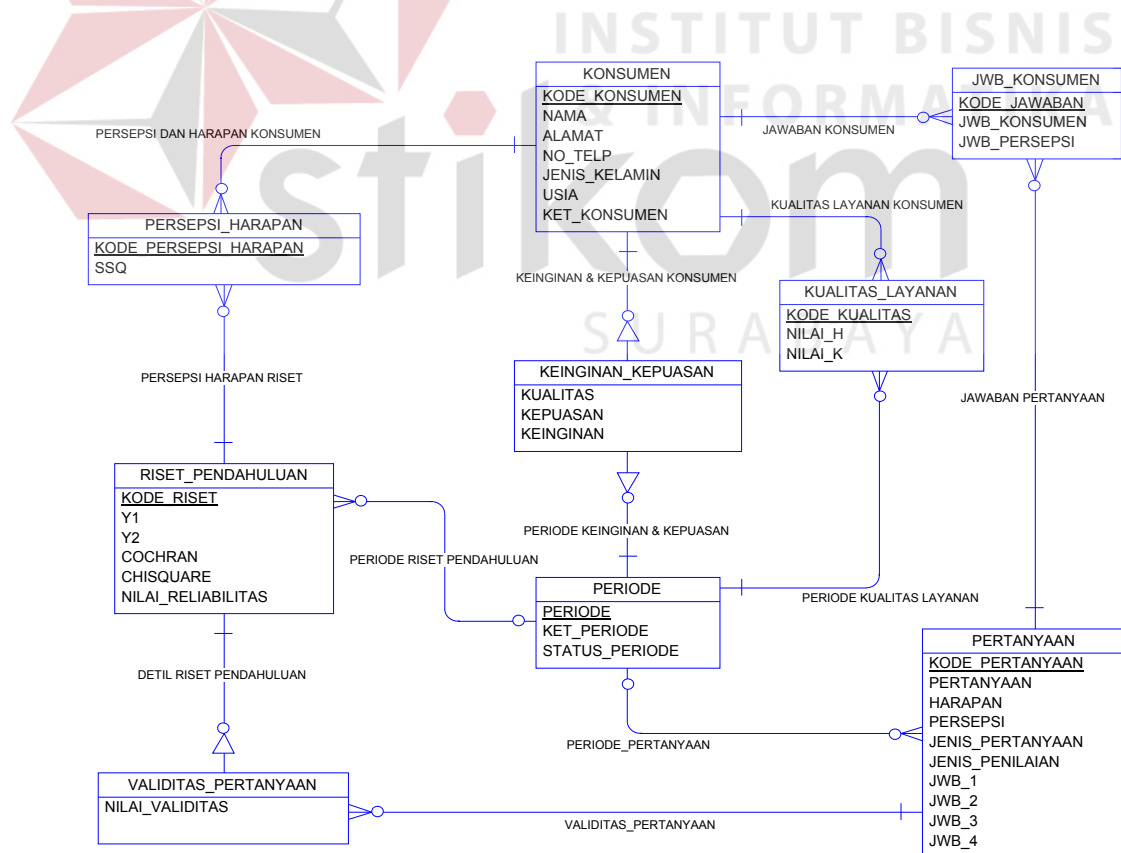 INSTITUT BISNIS
& INFORMATIKA
stikom
SURABAYA
KONSUMEN
KODE_KONSUMEN
NAMA
ALAMAT
NO_TELP
JENIS_KELAMIN
USIA
KET_KONSUMEN
JWB_KONSUMEN
KODE_JAWABAN
JWB_KONSUMEN
JWB_PERSEPSI
JAWABAN KONSUMEN
PERSEPSI DAN HARAPAN KONSUMEN
KUALITAS LAYANAN KONSUMEN
PERSEPSI_HARAPAN
KODE_PERSEPSI_HARAPAN
SSQ
KEINGINAN & KEPUASAN KONSUMEN
KUALITAS_LAYANAN
KODE_KUALITAS
NILAI_H
NILAI_K
KEINGINAN_KEPUASAN
KUALITAS
KEPUASAN
KEINGINAN
PERSEPSI HARAPAN RISET
JAWABAN PERTANYAAN
RISET_PENDAHULUAN
KODE_RISET
Y1
Y2
COCHRAN
CHISQUARE
NILAI_RELIABILITAS
PERIODE KEINGINAN & KEPUASAN
PERIODE RISET PENDAHULUAN
PERIODE
PERIODE
KET_PERIODE
STATUS_PERIODE
PERIODE KUALITAS LAYANAN
PERTANYAAN
KODE_PERTANYAAN
PERTANYAAN
HARAPAN
PERSEPSI
JENIS_PERTANYAAN
JENIS_PENILAIAN
JWB_1
JWB_2
JWB_3
JWB_4
DETIL RISET PENDAHULUAN
PERIODE_PERTANYAAN
VALIDITAS_PERTANYAAN
NILAI_VALIDITAS
VALIDITAS_PERTANYAAN